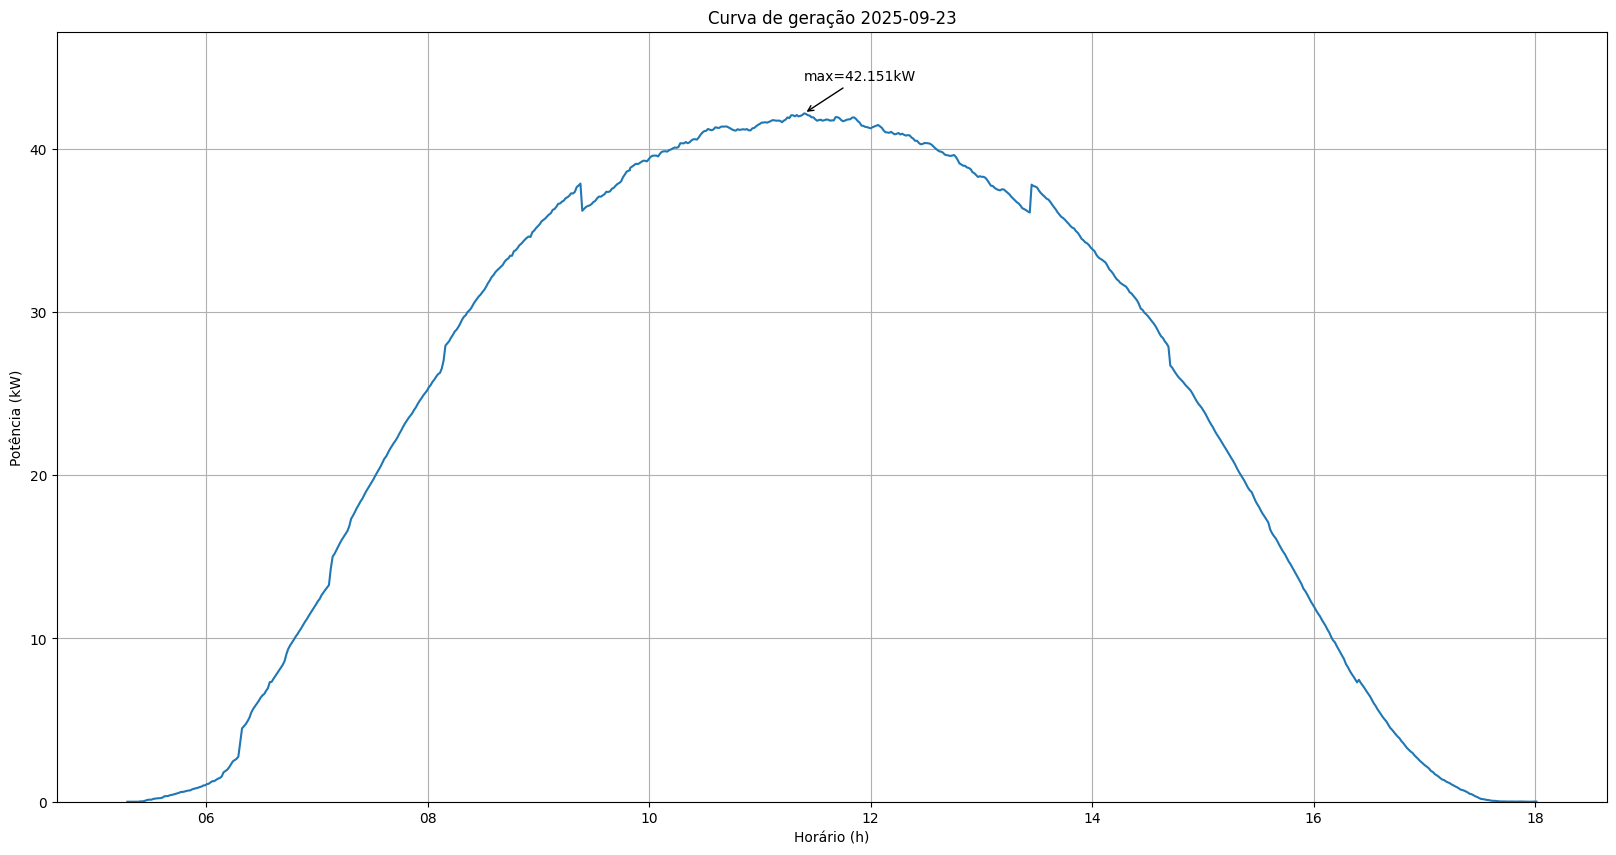 Curva de geração 2025-09-23
max=42.151kW
40
30
20
10
0
Potência (kW)
06 08 10 12 14 16 18
Horário (h)